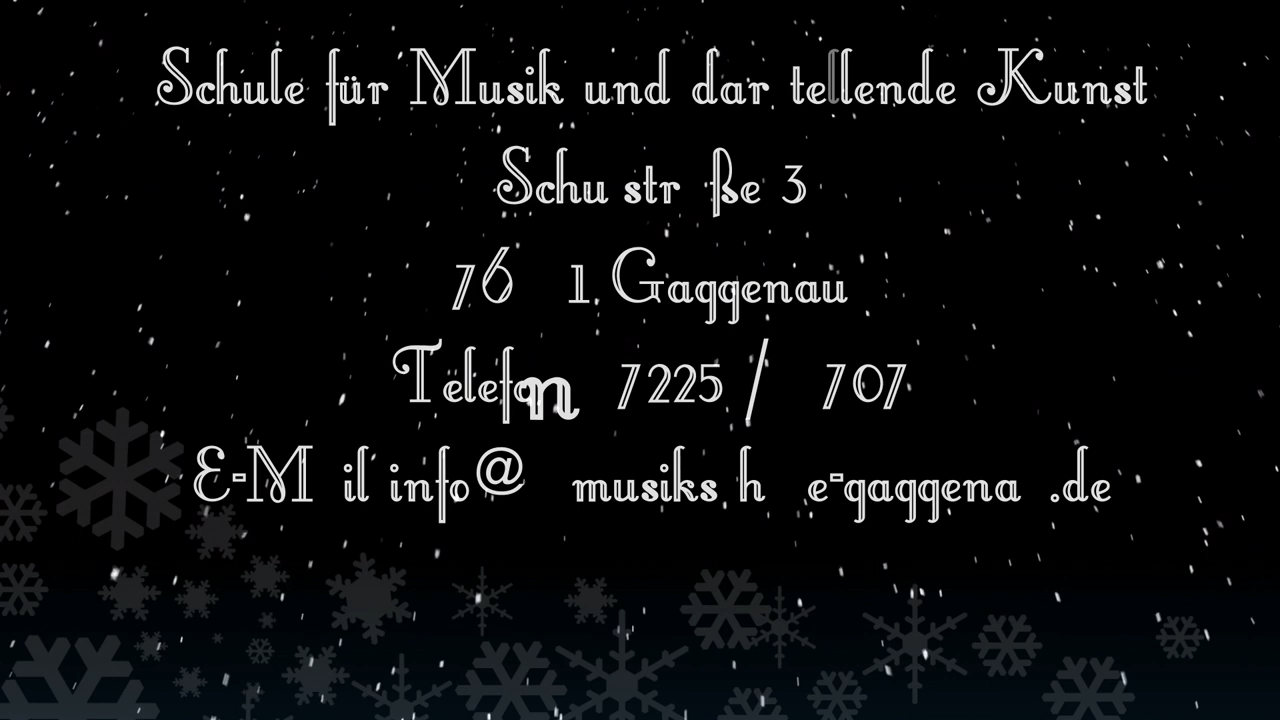 Schule für Musik und dar tellende Kunst
Schu str ße 3
76 1 Gaggenau
Telefon 7225 / 707
E-M il info@ musiks h e-gaggena .de